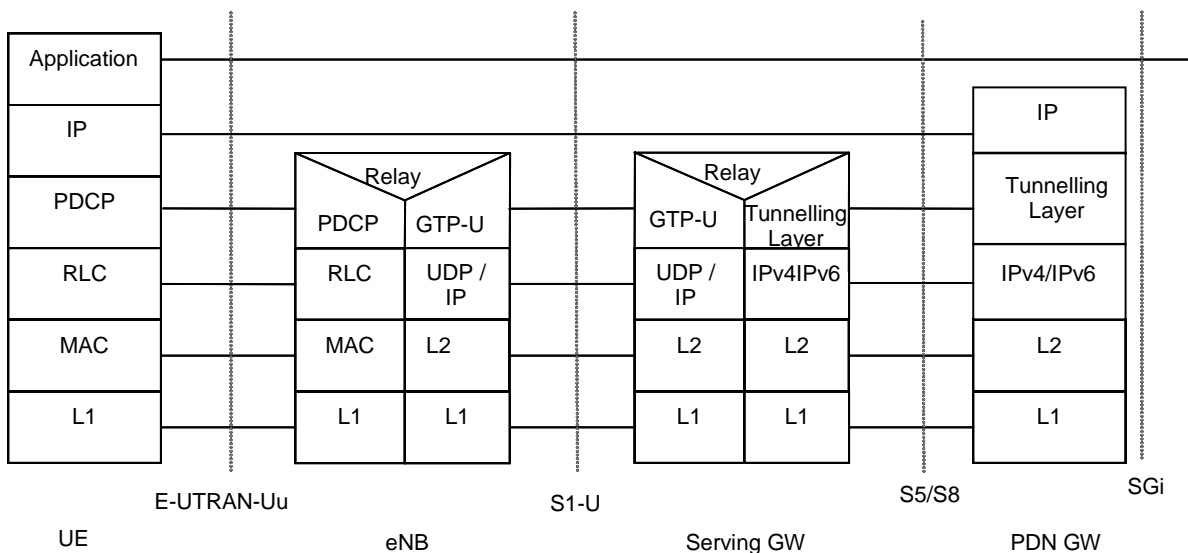 Application
IP
IP
Relay
Relay
PDCP
PDCP
GTP-U
GTP-U
Tunnelling
Layer
Tunnelling
Layer
RLC
RLC
UDP /
IP
UDP /
IP
IPv4IPv6
IPv4/IPv6
MAC
MAC
L2
L2
L2
L2
L1
L1
L1
L1
L1
L1
E-UTRAN-Uu
S1-U
S5/S8
SGi
UE
eNB
Serving GW
PDN GW